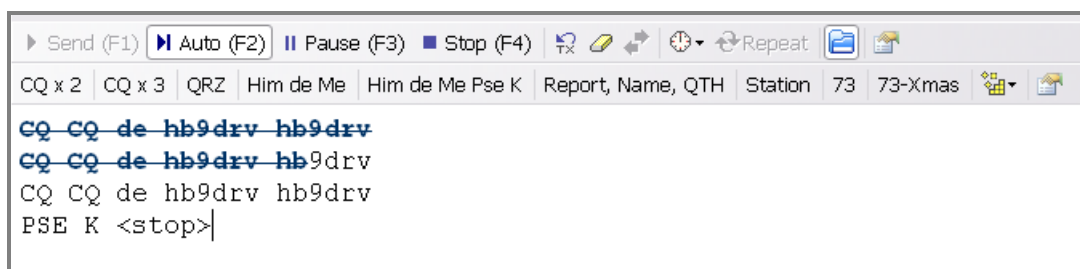 Send (F1) Auto (F2) Pause (F3) Stop (F4) TX Repeat
CQ x 2 CQ x 3 QRZ Him de Me Him de Me Pse K Report, Name, QTH Station 73 73-Xmas
CQ CQ de hb9drv hb9drv
CQ CQ de hb9drv hb9drv
CQ CQ de hb9drv hb9drv
PSE K <stop>